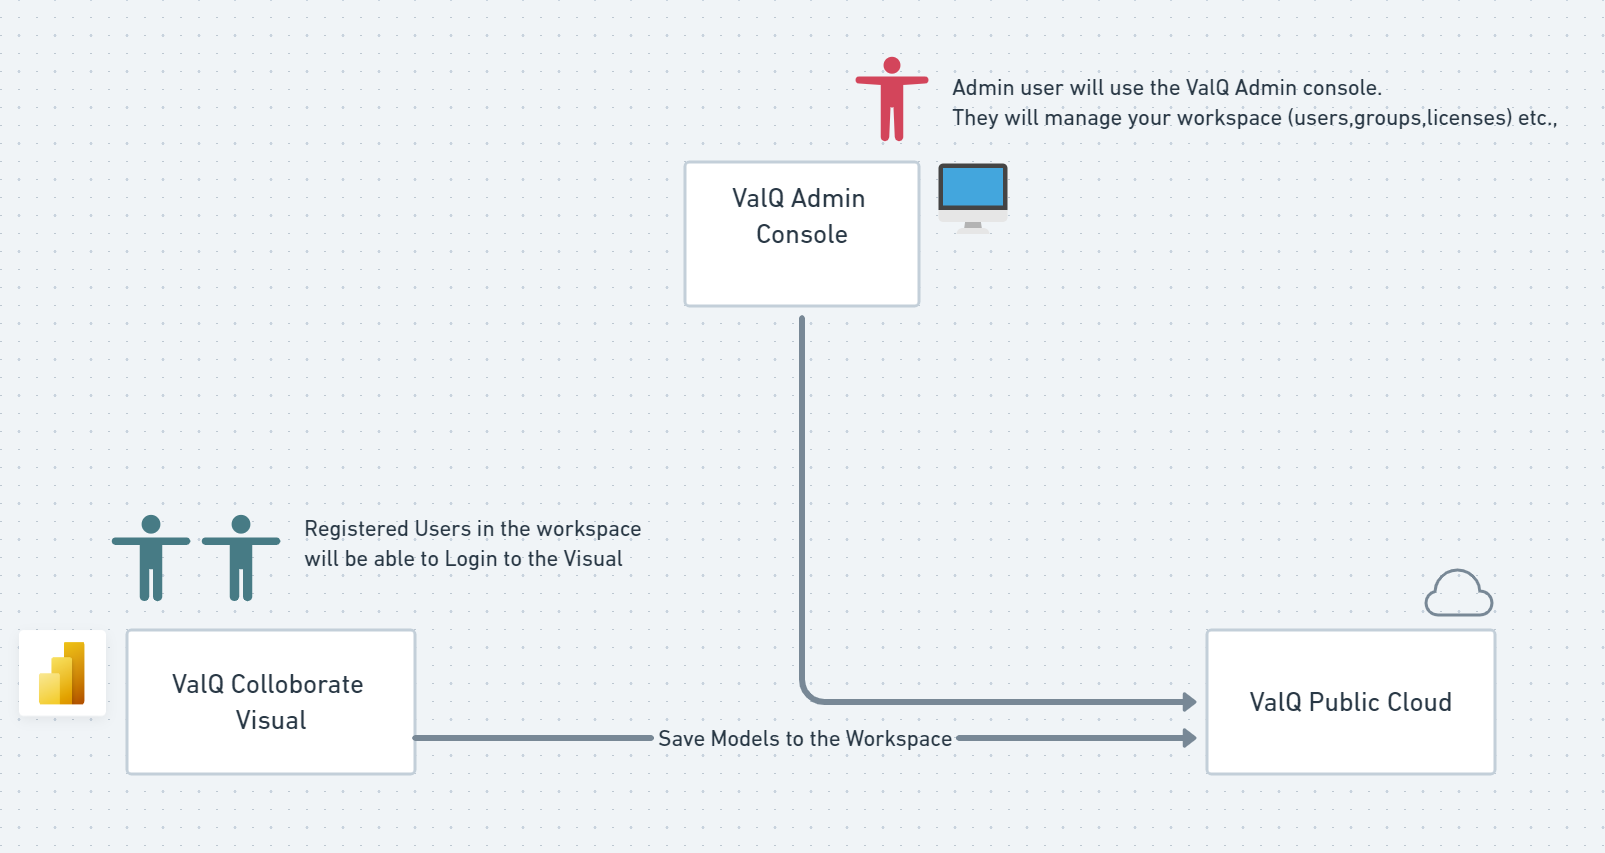 Admin user will use the ValQ Admin console.
They will manage your workspace (users,groups,licenses) etc.,
ValQ Admin
Console
Registered Users in the workspace
will be able to Login to the Visual
ValQ Colloborate
Visual
Save Models to the Workspace
ValQ Public Cloud